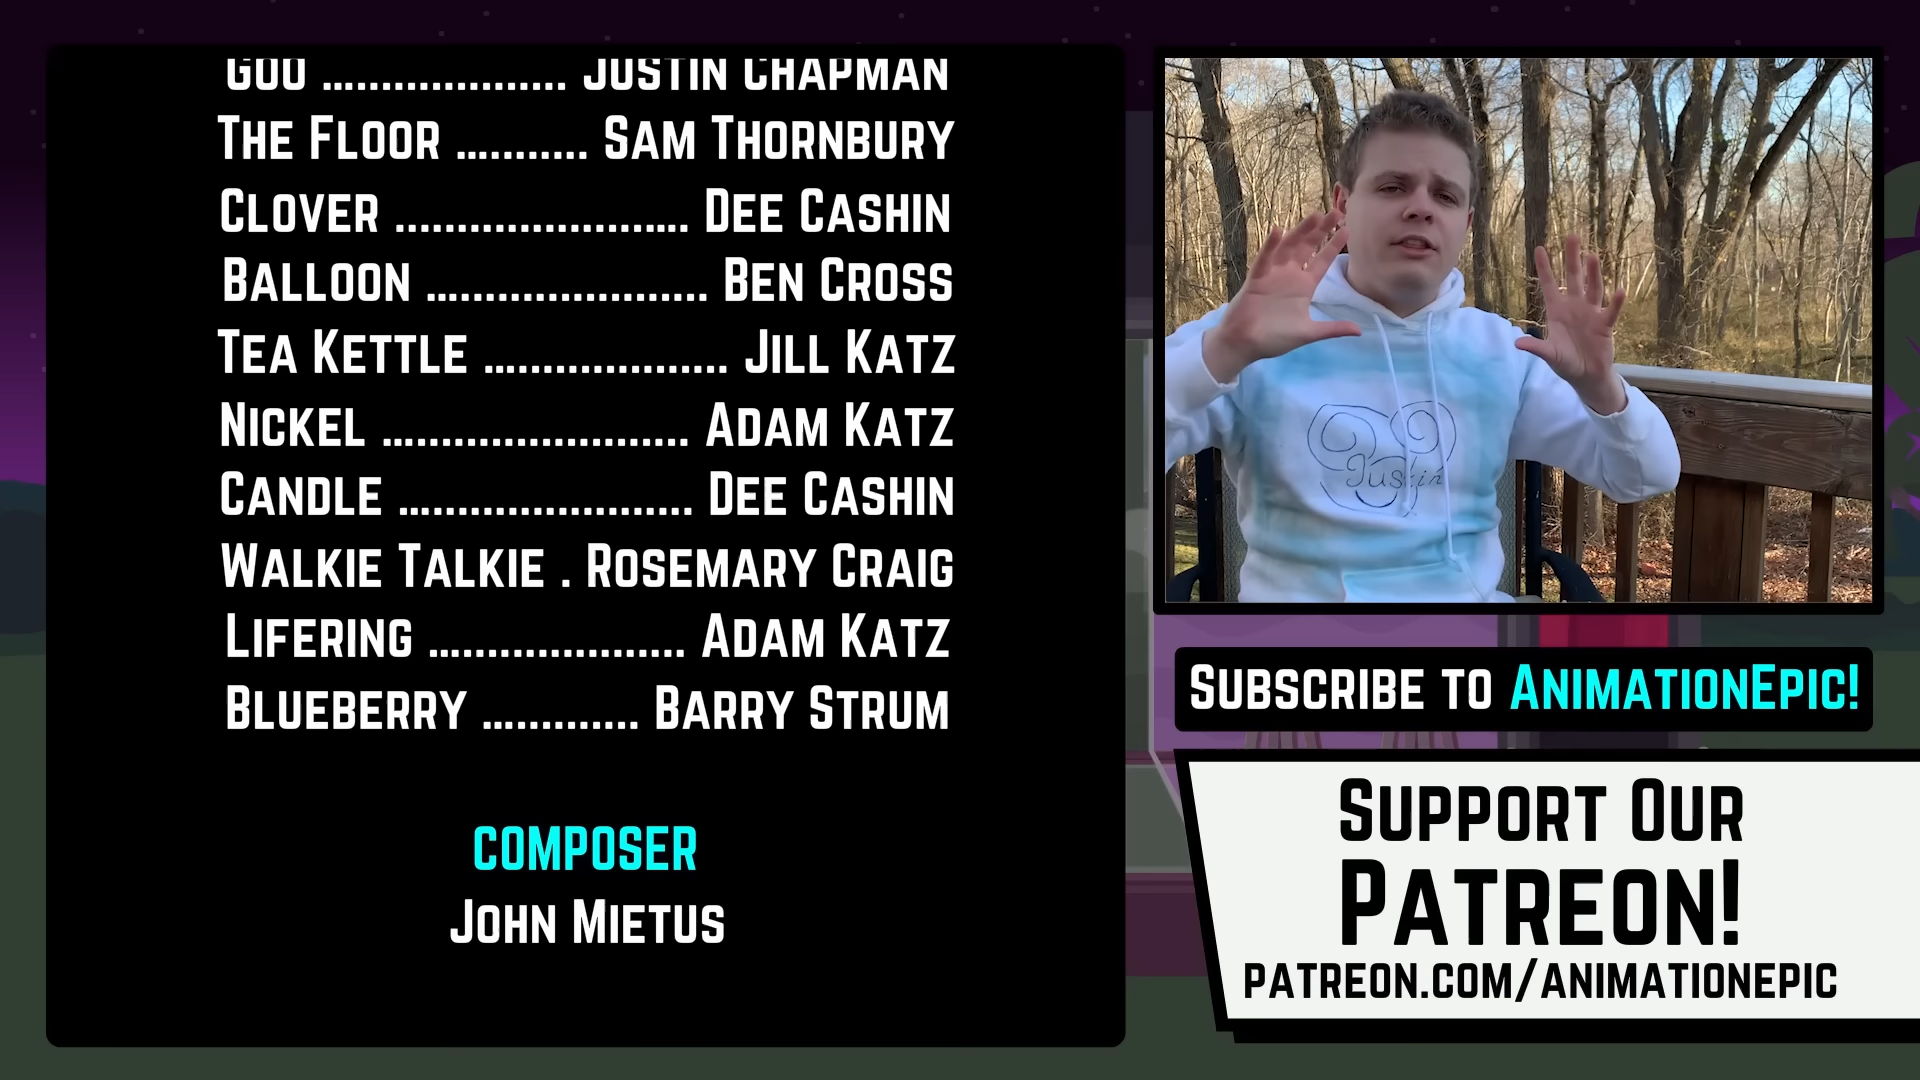 GOO .................... JUSTIN CHAPMAN
THE FLOOR ........... SAM THORNBURY
CLOVER ......................... DEE CASHIN
BALLOON ....................... BEN CROSS
TEA KETTLE .................... JILL KATZ
NICKEL ......................... ADAM KATZ
CANDLE ........................ DEE CASHIN
WALKIE TALKIE . ROSEMARY CRAIG
LIFERING ..................... ADAM KATZ
BLUEBERRY ............. BARRY STRUM
COMPOSER
JOHN MIETUS
Justin
SUBSCRIBE TO ANIMATIONEPIC!
SUPPORT OUR
PATREON!
PATREON.COM/ANIMATIONEPIC